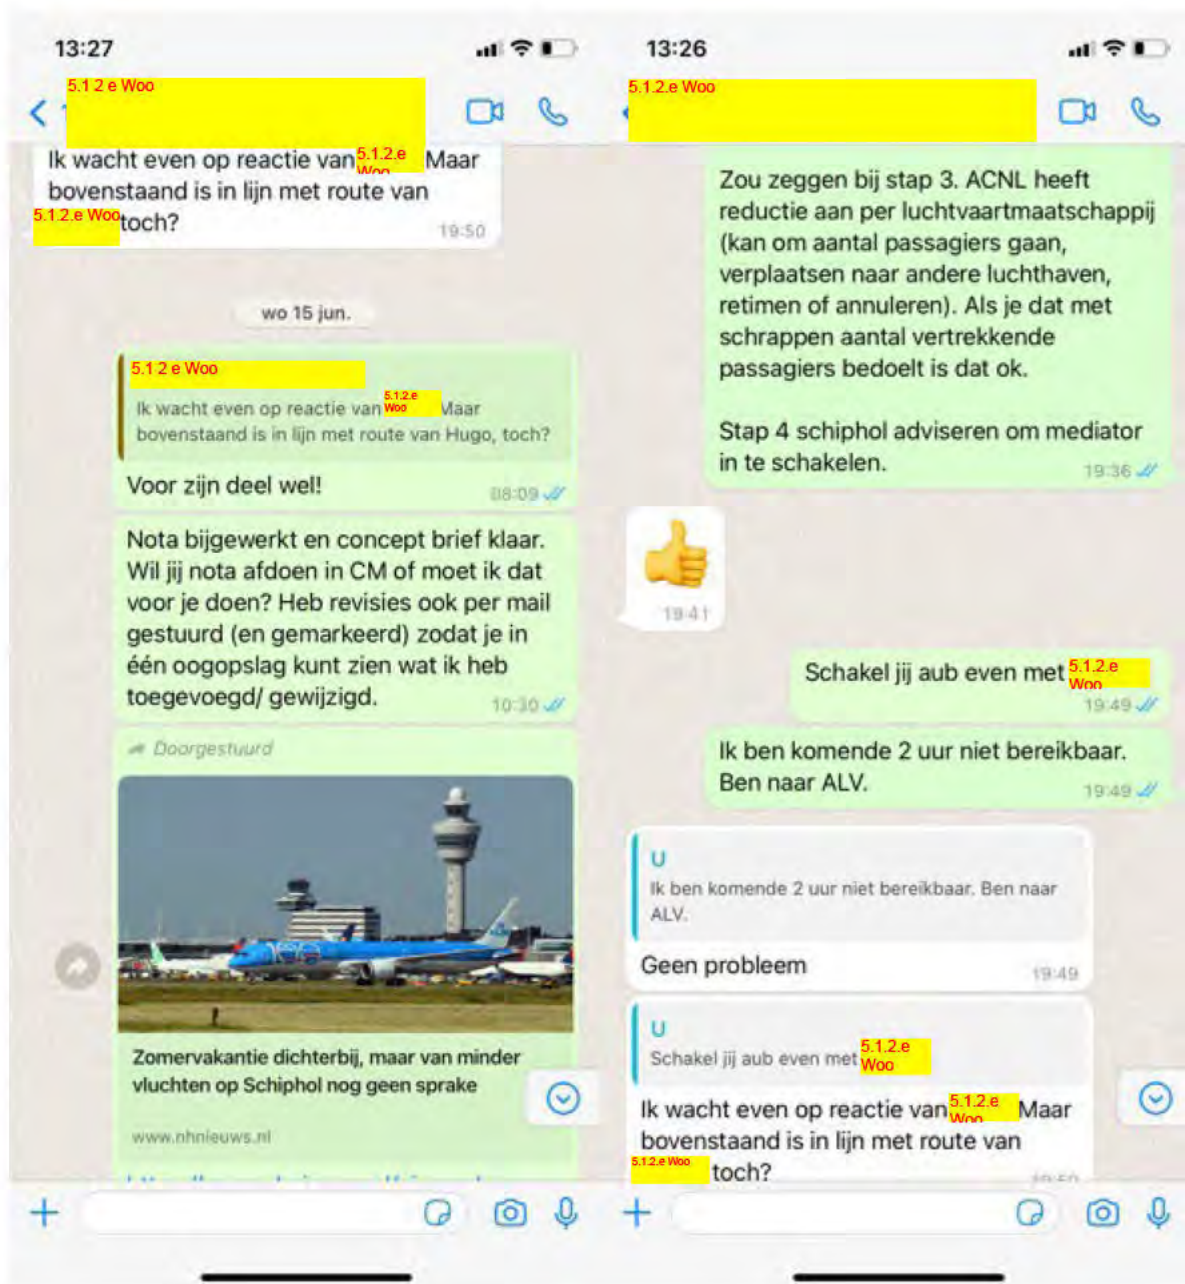 13:27
5.1 2 e Woo
Ik wacht even op reactie van 5.1.2.e Woo Maar
bovenstaand is in lijn met route van
5.1.2.e Woo toch?
19:50
wo 15 jun.
5.1 2 e Woo
Ik wacht even op reactie van 5.1.2.e Woo Maar
bovenstaand is in lijn met route van Hugo, toch?
Voor zijn deel wel!
08:09
Nota bijgewerkt en concept brief klaar.
Wil jij nota afdoen in CM of moet ik dat
voor je doen? Heb revisies ook per mail
gestuurd (en gemarkeerd) zodat je in
één oogopslag kunt zien wat ik heb
toegevoegd/ gewijzigd.
10:30
Doorgestuurd
Zomervakantie dichterbij, maar van minder
vluchten op Schiphol nog geen sprake
www.nhnieuws.nl
13:26
5.1.2.e Woo
Zou zeggen bij stap 3. ACNL heeft
reductie aan per luchtvaartmaatschappij
(kan om aantal passagiers gaan,
verplaatsen naar andere luchthaven,
retimen of annuleren). Als je dat met
schrappen aantal vertrekkende
passagiers bedoelt is dat ok.
Stap 4 schiphol adviseren om mediator
in te schakelen.
19:36
19:41
Schakel jij aub even met 5.1.2.e Woo
19:49
Ik ben komende 2 uur niet bereikbaar.
Ben naar ALV.
19:49
U
Ik ben komende 2 uur niet bereikbaar. Ben naar
ALV.
Geen probleem
19:49
U
Schakel jij aub even met 5.1.2.e Woo
Ik wacht even op reactie van 5.1.2.e Woo Maar
bovenstaand is in lijn met route van
5.1.2.e Woo toch?
19:50